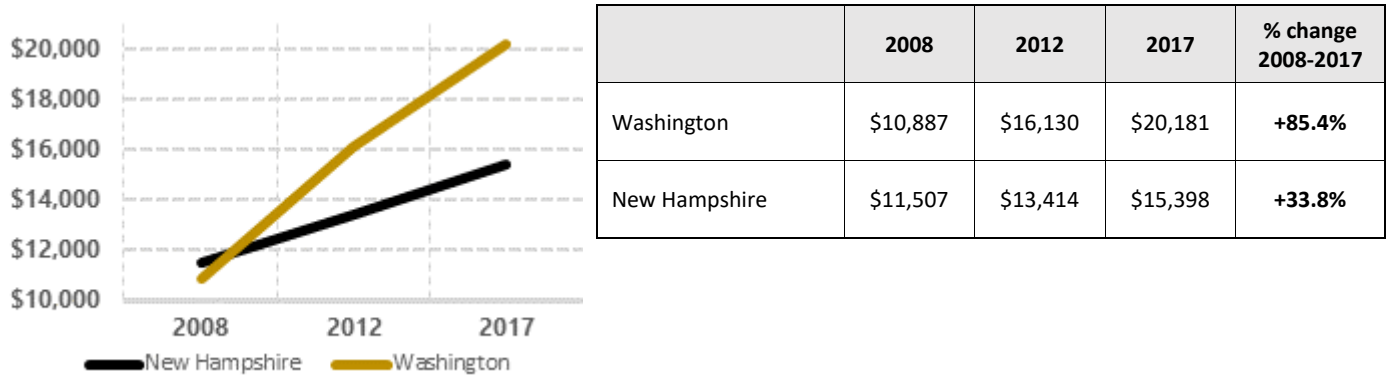 $20,000
$18,000
$16,000
$14,000
$12,000
$10,000
2008 2012 2017
New Hampshire Washington
2008 2012 2017 % change
2008-2017
Washington $10,887 $16,130 $20,181 +85.4%
New Hampshire $11,507 $13,414 $15,398 +33.8%